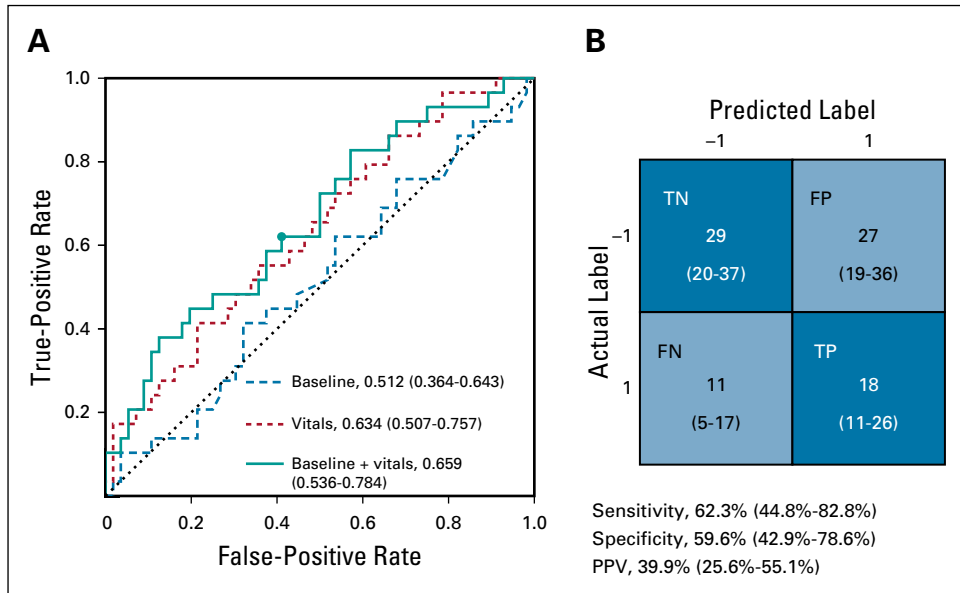 A
True-Positive Rate
1.0
0.8
0.6
0.4
0.2
Baseline, 0.512 (0.364-0.643)
Vitals, 0.634 (0.507-0.757)
Baseline + vitals, 0.659
(0.536-0.784)
0 0.2 0.4 0.6 0.8 1.0
False-Positive Rate
B
Predicted Label
–1 1
Actual Label
–1
TN
29
(20-37)
FP
27
(19-36)
1
FN
11
(5-17)
TP
18
(11-26)
Sensitivity, 62.3% (44.8%-82.8%)
Specificity, 59.6% (42.9%-78.6%)
PPV, 39.9% (25.6%-55.1%)